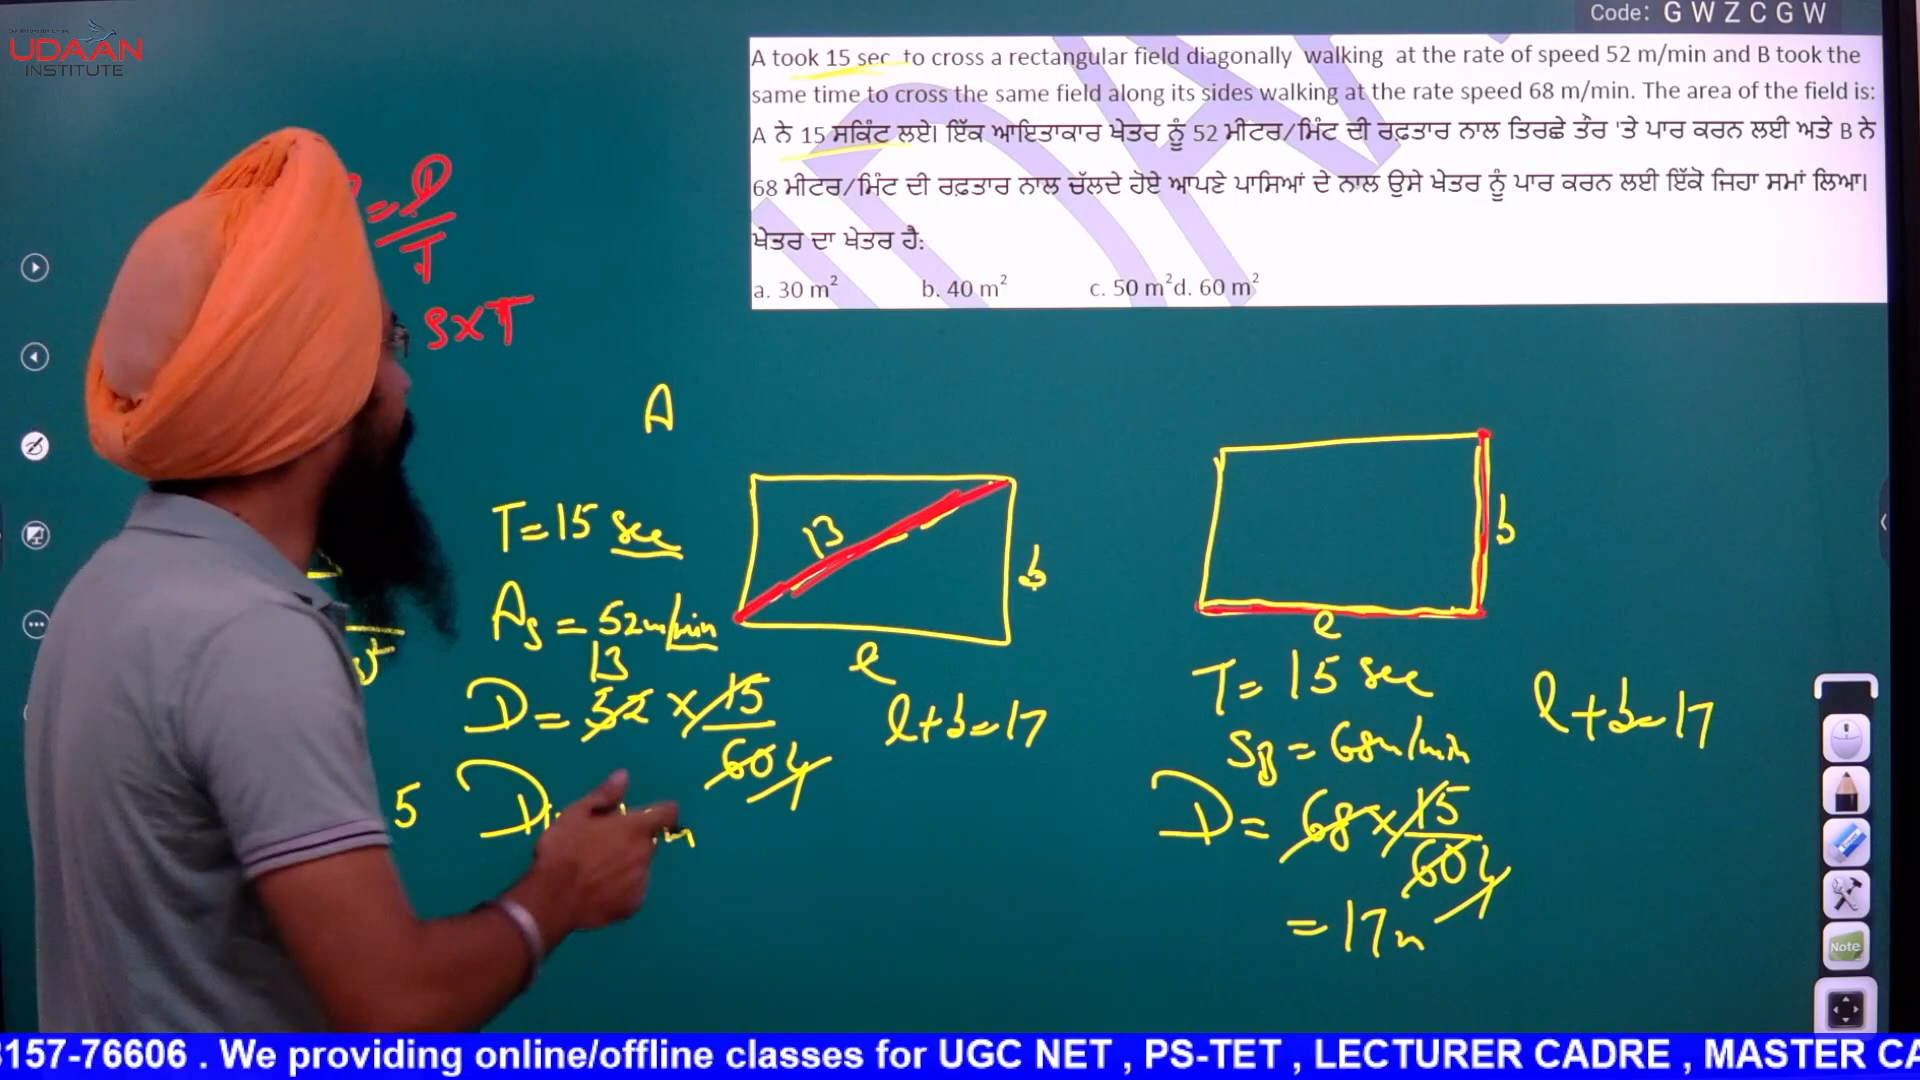 Code: G W Z C G W
UDAAN
INSTITUTE
A took 15 sec to cross a rectangular field diagonally walking at the rate of speed 52 m/min and B took the
same time to cross the same field along its sides walking at the rate speed 68 m/min. The area of the field is:
A ਨੇ 15 ਸਕਿੰਟ ਲਏ। ਇੱਕ ਆਇਤਾਕਾਰ ਖੇਤਰ ਨੂੰ 52 ਮੀਟਰ/ਮਿੰਟ ਦੀ ਰਫ਼ਤਾਰ ਨਾਲ ਤਿਰਛੇ ਤੌਰ 'ਤੇ ਪਾਰ ਕਰਨ ਲਈ ਅਤੇ B ਨੇ
68 ਮੀਟਰ/ਮਿੰਟ ਦੀ ਰਫ਼ਤਾਰ ਨਾਲ ਚੱਲਦੇ ਹੋਏ ਆਪਣੇ ਪਾਸਿਆਂ ਦੇ ਨਾਲ ਉਸੇ ਖੇਤਰ ਨੂੰ ਪਾਰ ਕਰਨ ਲਈ ਇੱਕੋ ਜਿਹਾ ਸਮਾਂ ਲਿਆ।
ਖੇਤਰ ਦਾ ਖੇਤਰ ਹੈ:
a. 30 m² b. 40 m² c. 50 m²d. 60 m²
= D/T
S×T
A
T=15 sec
A_S = 52m/min
13
D = 52 × 15/60 4
D
m
5
13
b
l
l+b=17
b
l
T= 15 sec
S_B = 68m/min
l+b=17
D = 68×15/60 4
= 17m
Note
3157-76606 . We providing online/offline classes for UGC NET , PS-TET , LECTURER CADRE , MASTER CA